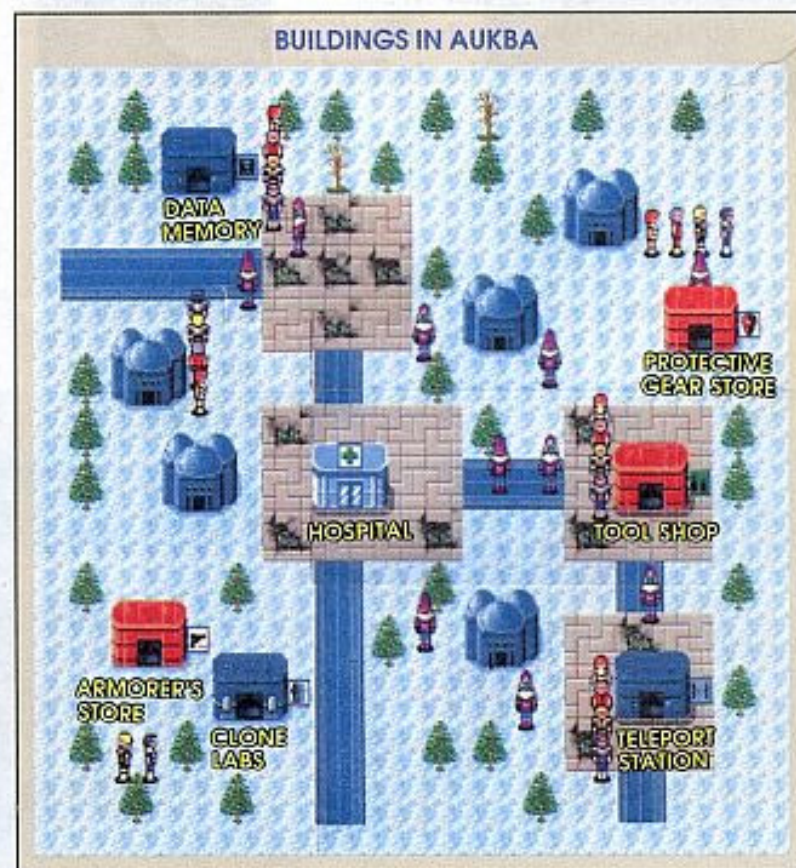 BUILDINGS IN AUKBA
DATA
MEMORY
PROTECTIVE
GEAR STORE
HOSPITAL
TOOL SHOP
ARMORER'S
STORE
CLONE
LABS
TELEPORT
STATION